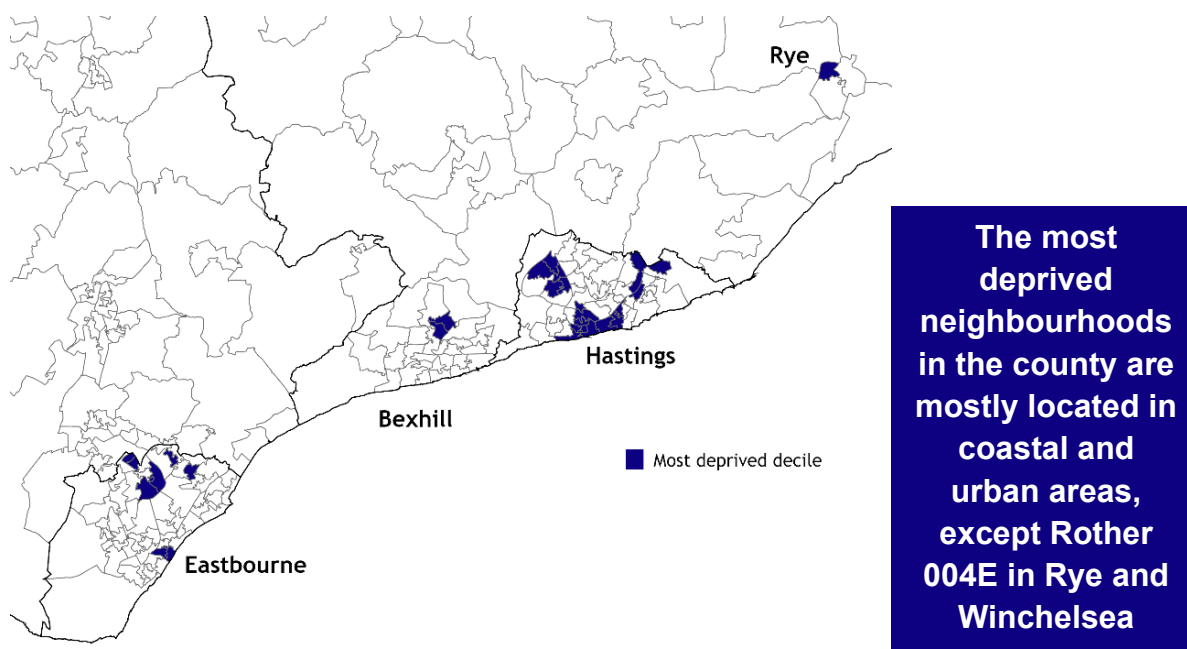 Rye
Hastings
Bexhill
Most deprived decile
Eastbourne
The most
deprived
neighbourhoods
in the county are
mostly located in
coastal and
urban areas,
except Rother
004E in Rye and
Winchelsea